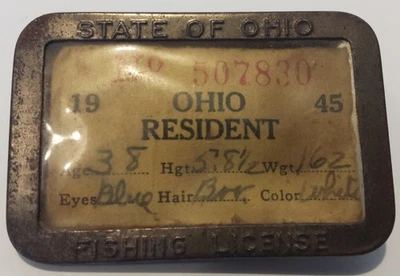 STATE OF OHIO
No 507830
19 OHIO 45
RESIDENT
Age 38 Hgt 5'8½ Wgt 162
Eyes Blue Hair Bro Color White
FISHING LICENSE